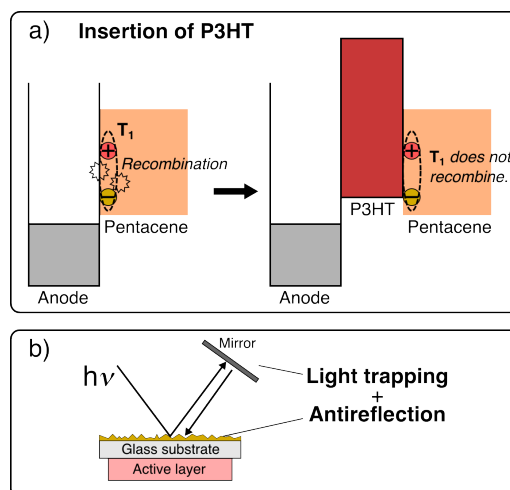 a) Insertion of P3HT
T1
+
Recombination
−
Pentacene
Anode
+
T1 does not
recombine.
−
P3HT
Pentacene
Anode
b)
Mirror
hν
Light trapping
+
Antireflection
Glass substrate
Active layer